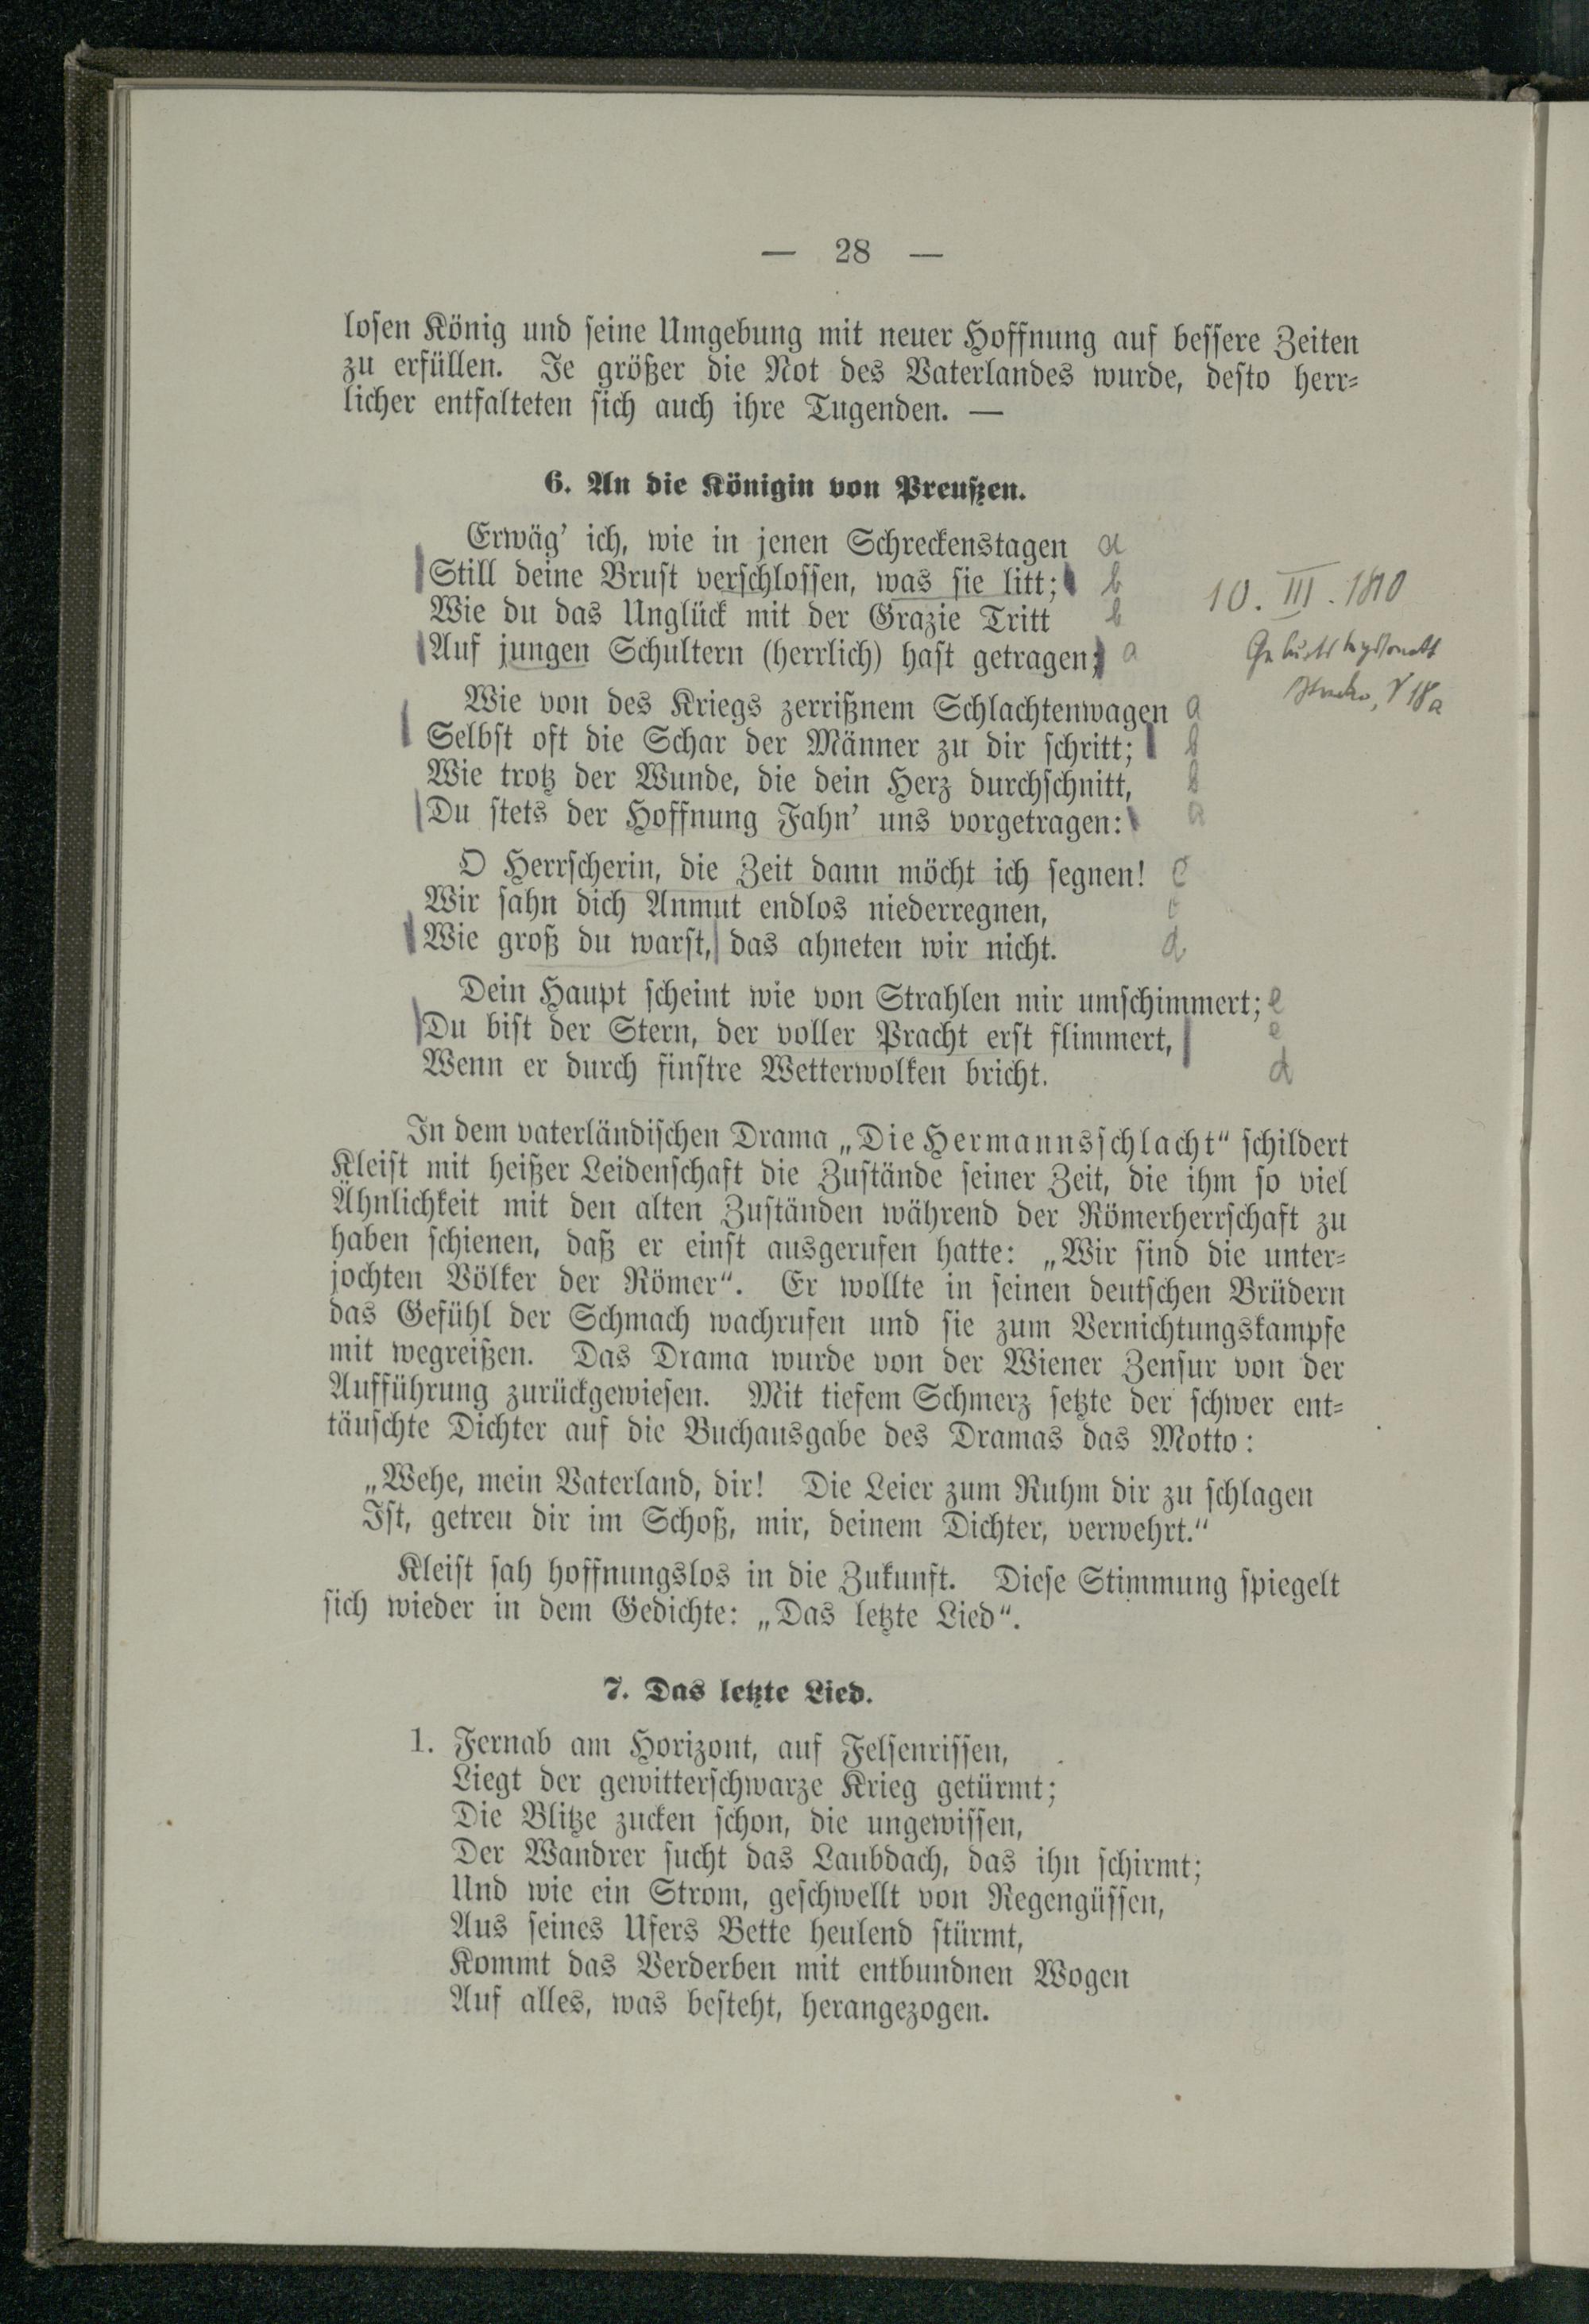 — 28 —
losen König und seine Umgebung mit neuer Hoffnung auf bessere Zeiten
zu erfüllen. Je größer die Not des Vaterlandes wurde, desto herr-
licher entfalteten sich auch ihre Tugenden. —
6. An die Königin von Preußen.
Erwäg' ich, wie in jenen Schreckenstagen a
Still deine Brust verschlossen, was sie litt; b
Wie du das Unglück mit der Grazie Tritt b
Auf jungen Schultern (herrlich) hast getragen; a
10. III. 1810
Geburtstagssonett
Wie von des Kriegs zerrißnem Schlachtenwagen a
Selbst oft die Schar der Männer zu dir schritt; b
Wie trotz der Wunde, die dein Herz durchschnitt, b
Du stets der Hoffnung Fahn' uns vorgetragen: a
O Herrscherin, die Zeit dann möcht ich segnen! c
Wir sahn dich Anmut endlos niederregnen, c
Wie groß du warst, das ahneten wir nicht. d
Dein Haupt scheint wie von Strahlen mir umschimmert; e
Du bist der Stern, der voller Pracht erst flimmert, e
Wenn er durch finstre Wetterwolken bricht. d
In dem vaterländischen Drama „Die Hermannsschlacht“ schildert
Kleist mit heißer Leidenschaft die Zustände seiner Zeit, die ihm so viel
Ähnlichkeit mit den alten Zuständen während der Römerherrschaft zu
haben schienen, daß er einst ausgerufen hatte: „Wir sind die unter-
jochten Völker der Römer“. Er wollte in seinen deutschen Brüdern
das Gefühl der Schmach wachrufen und sie zum Vernichtungskampfe
mit wegreißen. Das Drama wurde von der Wiener Zensur von der
Aufführung zurückgewiesen. Mit tiefem Schmerz setzte der schwer ent-
täuschte Dichter auf die Buchausgabe des Dramas das Motto:
„Wehe, mein Vaterland, dir! Die Leier zum Ruhm dir zu schlagen
Ist, getreu dir im Schoß, mir, deinem Dichter, verwehrt.“
Kleist sah hoffnungslos in die Zukunft. Diese Stimmung spiegelt
sich wieder in dem Gedichte: „Das letzte Lied“.
7. Das letzte Lied.
1. Fernab am Horizont, auf Felsenrissen,
Liegt der gewitterschwarze Krieg getürmt;
Die Blitze zucken schon, die ungewissen,
Der Wandrer sucht das Laubdach, das ihn schirmt;
Und wie ein Strom, geschwellt von Regengüssen,
Aus seines Ufers Bette heulend stürmt,
Kommt das Verderben mit entbundnen Wogen
Auf alles, was besteht, herangezogen.